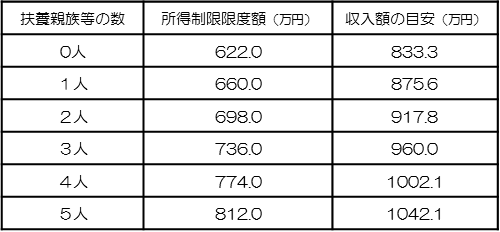 扶養親族等の数 所得制限限度額（万円） 収入額の目安（万円）
0人 622.0 833.3
1人 660.0 875.6
2人 698.0 917.8
3人 736.0 960.0
4人 774.0 1002.1
5人 812.0 1042.1